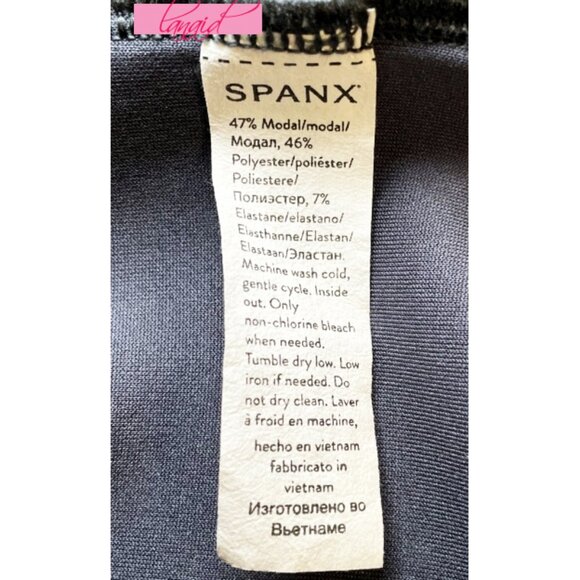 langid
SPANX®
47% Modal/modal/
Модал, 46%
Polyester/poliéster/
Poliestere/
Полиэстер, 7%
Elastane/elastano/
Elasthanne/Elastan/
Elastaan/Эластан.
Machine wash cold,
gentle cycle. Inside
out. Only
non-chlorine bleach
when needed.
Tumble dry low. Low
iron if needed. Do
not dry clean. Laver
à froid en machine,
hecho en vietnam
fabbricato in
vietnam
Изготовлено во
Вьетнаме